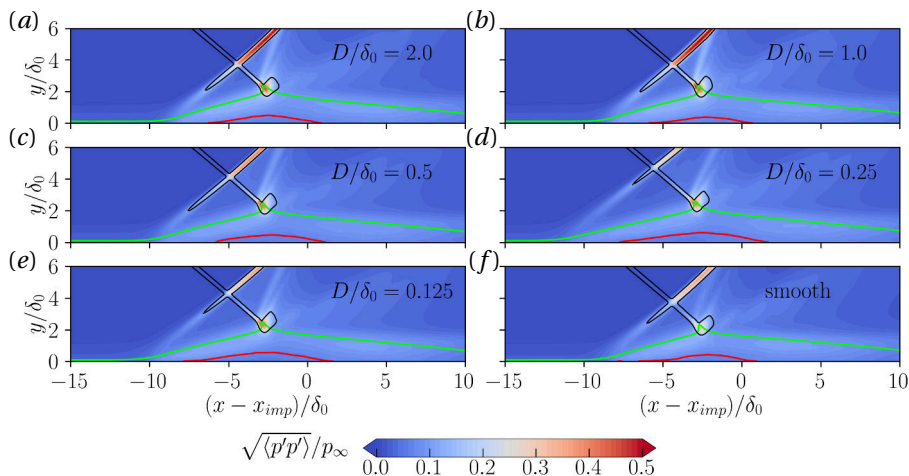 (a) (b)
6 4 2 0 y/δ0 D/δ0 = 2.0 D/δ0 = 1.0
(c) (d)
6 4 2 0 y/δ0 D/δ0 = 0.5 D/δ0 = 0.25
(e) (f)
6 4 2 0 y/δ0 D/δ0 = 0.125 smooth
−15 −10 −5 0 5 10 −15 −10 −5 0 5 10
(x − x_imp)/δ0 (x − x_imp)/δ0
√⟨p′p′⟩/p∞
0.0 0.1 0.2 0.3 0.4 0.5